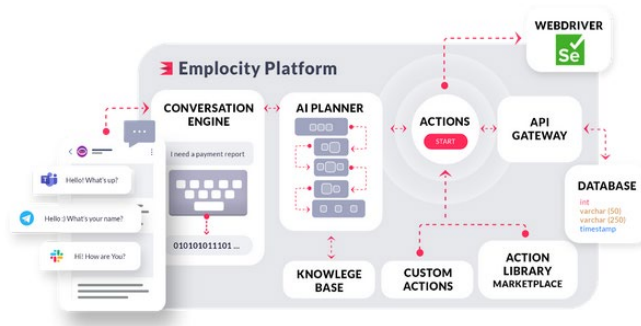 WEBDRIVER
Se
Emplocity Platform
CONVERSATION
ENGINE
I need a payment report
010101011101 ...
AI PLANNER
ACTIONS
START
API
GATEWAY
DATABASE
int
varchar (50)
varchar (250)
timestamp
Hello! What's up?
Hello :) What's your name?
Hi! How are You?
KNOWLEGE
BASE
CUSTOM
ACTIONS
ACTION
LIBRARY
MARKETPLACE